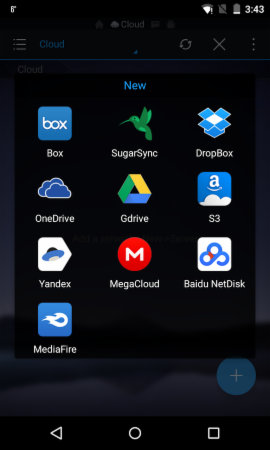 3:43
Cloud
Cloud
Cloud
New
box
Box
SugarSync
DropBox
OneDrive
Gdrive
a
S3
Yandex
M
MegaCloud
Baidu NetDisk
MediaFire